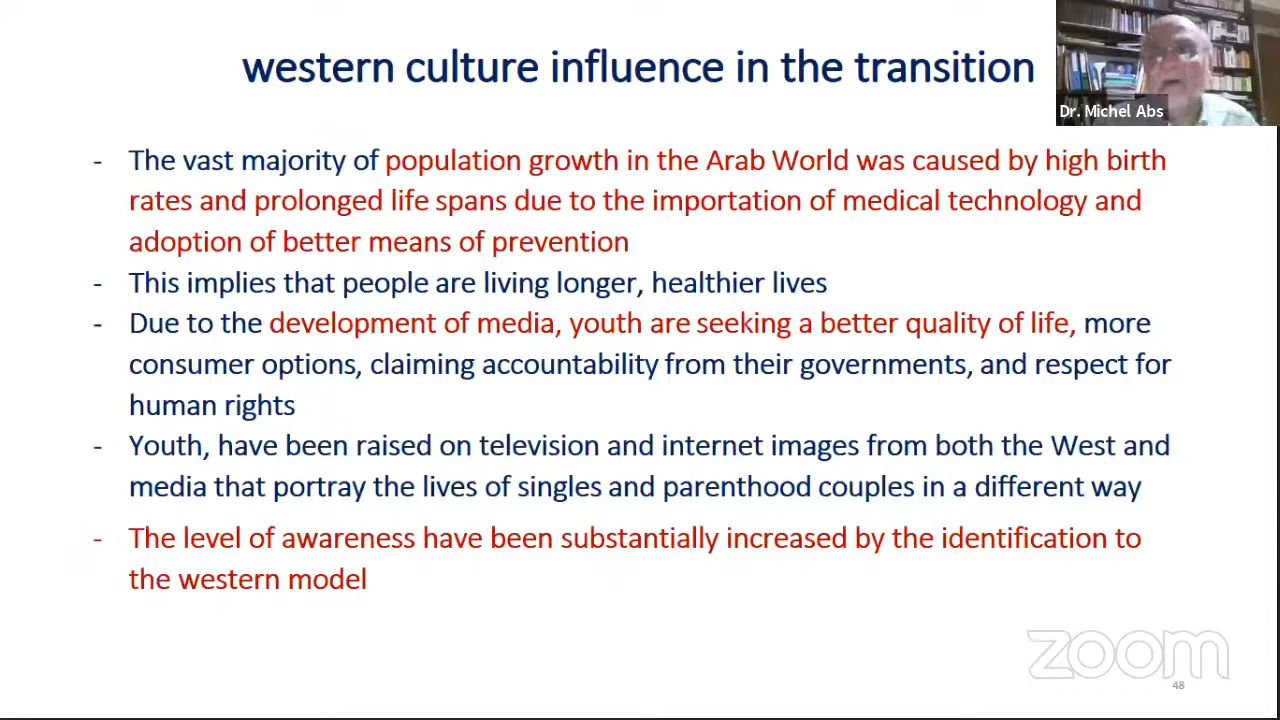 western culture influence in the transition
Dr. Michel Abs
- The vast majority of population growth in the Arab World was caused by high birth
rates and prolonged life spans due to the importation of medical technology and
adoption of better means of prevention
- This implies that people are living longer, healthier lives
- Due to the development of media, youth are seeking a better quality of life, more
consumer options, claiming accountability from their governments, and respect for
human rights
- Youth, have been raised on television and internet images from both the West and
media that portray the lives of singles and parenthood couples in a different way
- The level of awareness have been substantially increased by the identification to
the western model
zoom
48